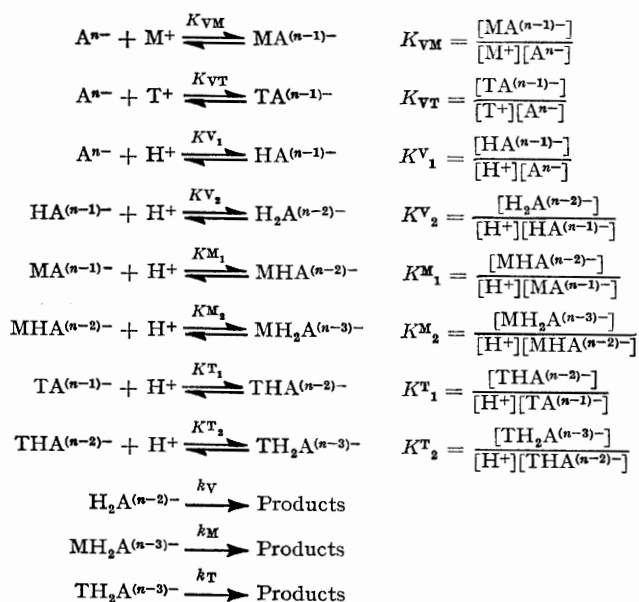 Aⁿ⁻ + M⁺ ⇌ (K_VM) MA⁽ⁿ⁻¹⁾⁻    K_VM = [MA⁽ⁿ⁻¹⁾⁻] / [M⁺][Aⁿ⁻]
Aⁿ⁻ + T⁺ ⇌ (K_VT) TA⁽ⁿ⁻¹⁾⁻    K_VT = [TA⁽ⁿ⁻¹⁾⁻] / [T⁺][Aⁿ⁻]
Aⁿ⁻ + H⁺ ⇌ (K^V₁) HA⁽ⁿ⁻¹⁾⁻    K^V₁ = [HA⁽ⁿ⁻¹⁾⁻] / [H⁺][Aⁿ⁻]
HA⁽ⁿ⁻¹⁾⁻ + H⁺ ⇌ (K^V₂) H₂A⁽ⁿ⁻²⁾⁻    K^V₂ = [H₂A⁽ⁿ⁻²⁾⁻] / [H⁺][HA⁽ⁿ⁻¹⁾⁻]
MA⁽ⁿ⁻¹⁾⁻ + H⁺ ⇌ (K^M₁) MHA⁽ⁿ⁻²⁾⁻    K^M₁ = [MHA⁽ⁿ⁻²⁾⁻] / [H⁺][MA⁽ⁿ⁻¹⁾⁻]
MHA⁽ⁿ⁻²⁾⁻ + H⁺ ⇌ (K^M₂) MH₂A⁽ⁿ⁻³⁾⁻    K^M₂ = [MH₂A⁽ⁿ⁻³⁾⁻] / [H⁺][MHA⁽ⁿ⁻²⁾⁻]
TA⁽ⁿ⁻¹⁾⁻ + H⁺ ⇌ (K^T₁) THA⁽ⁿ⁻²⁾⁻    K^T₁ = [THA⁽ⁿ⁻²⁾⁻] / [H⁺][TA⁽ⁿ⁻¹⁾⁻]
THA⁽ⁿ⁻²⁾⁻ + H⁺ ⇌ (K^T₂) TH₂A⁽ⁿ⁻³⁾⁻    K^T₂ = [TH₂A⁽ⁿ⁻³⁾⁻] / [H⁺][THA⁽ⁿ⁻²⁾⁻]
H₂A⁽ⁿ⁻²⁾⁻ → (k_V) Products
MH₂A⁽ⁿ⁻³⁾⁻ → (k_M) Products
TH₂A⁽ⁿ⁻³⁾⁻ → (k_T) Products